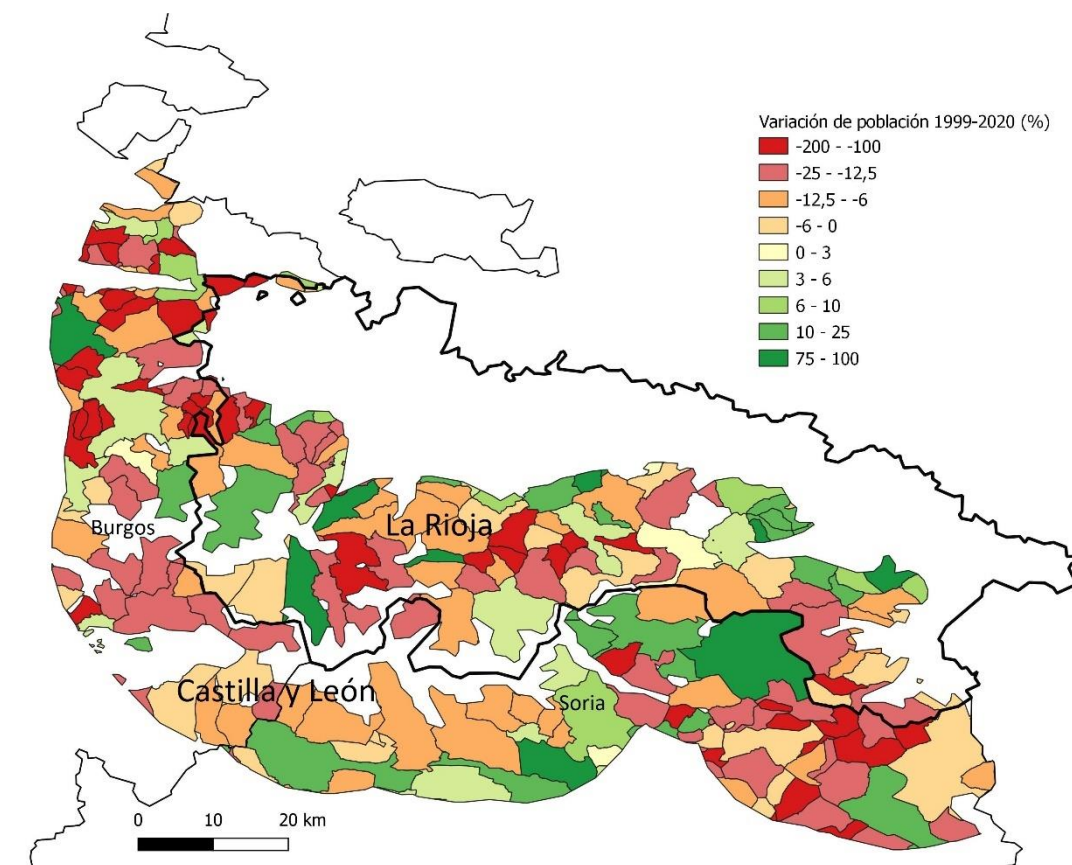 Variación de población 1999-2020 (%)
-200 - -100
-25 - -12,5
-12,5 - -6
-6 - 0
0 - 3
3 - 6
6 - 10
10 - 25
75 - 100
Burgos
La Rioja
Castilla y León
Soria
0 10 20 km